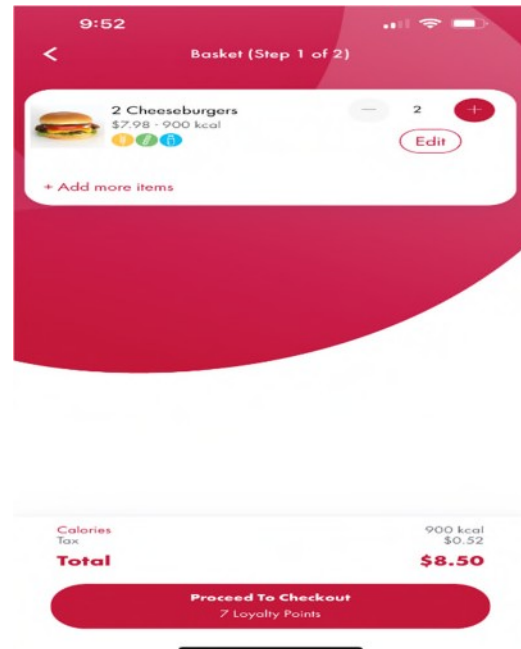 9:52
Basket (Step 1 of 2)
2 Cheeseburgers
$7.98 - 900 kcal
2
Edit
+ Add more items
Calories 900 kcal
Tax $0.52
Total $8.50
Proceed To Checkout
7 Loyalty Points